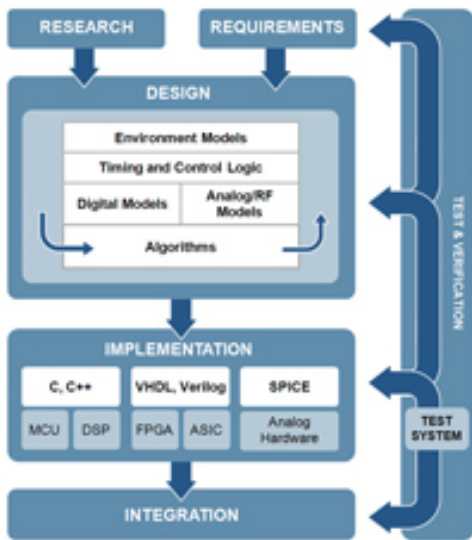 RESEARCH
REQUIREMENTS
DESIGN
Environment Models
Timing and Control Logic
Digital Models
Analog/RF
Models
Algorithms
IMPLEMENTATION
C, C++
VHDL, Verilog
SPICE
MCU
DSP
FPGA
ASIC
Analog
Hardware
INTEGRATION
TEST & VERIFICATION
TEST
SYSTEM